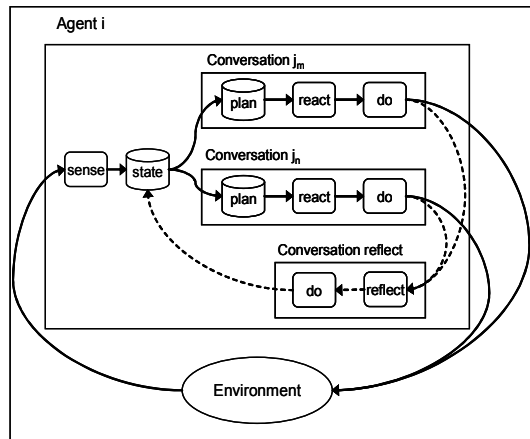 Agent i
Conversation jm
plan
react
do
sense
state
Conversation jn
plan
react
do
Conversation reflect
do
reflect
Environment